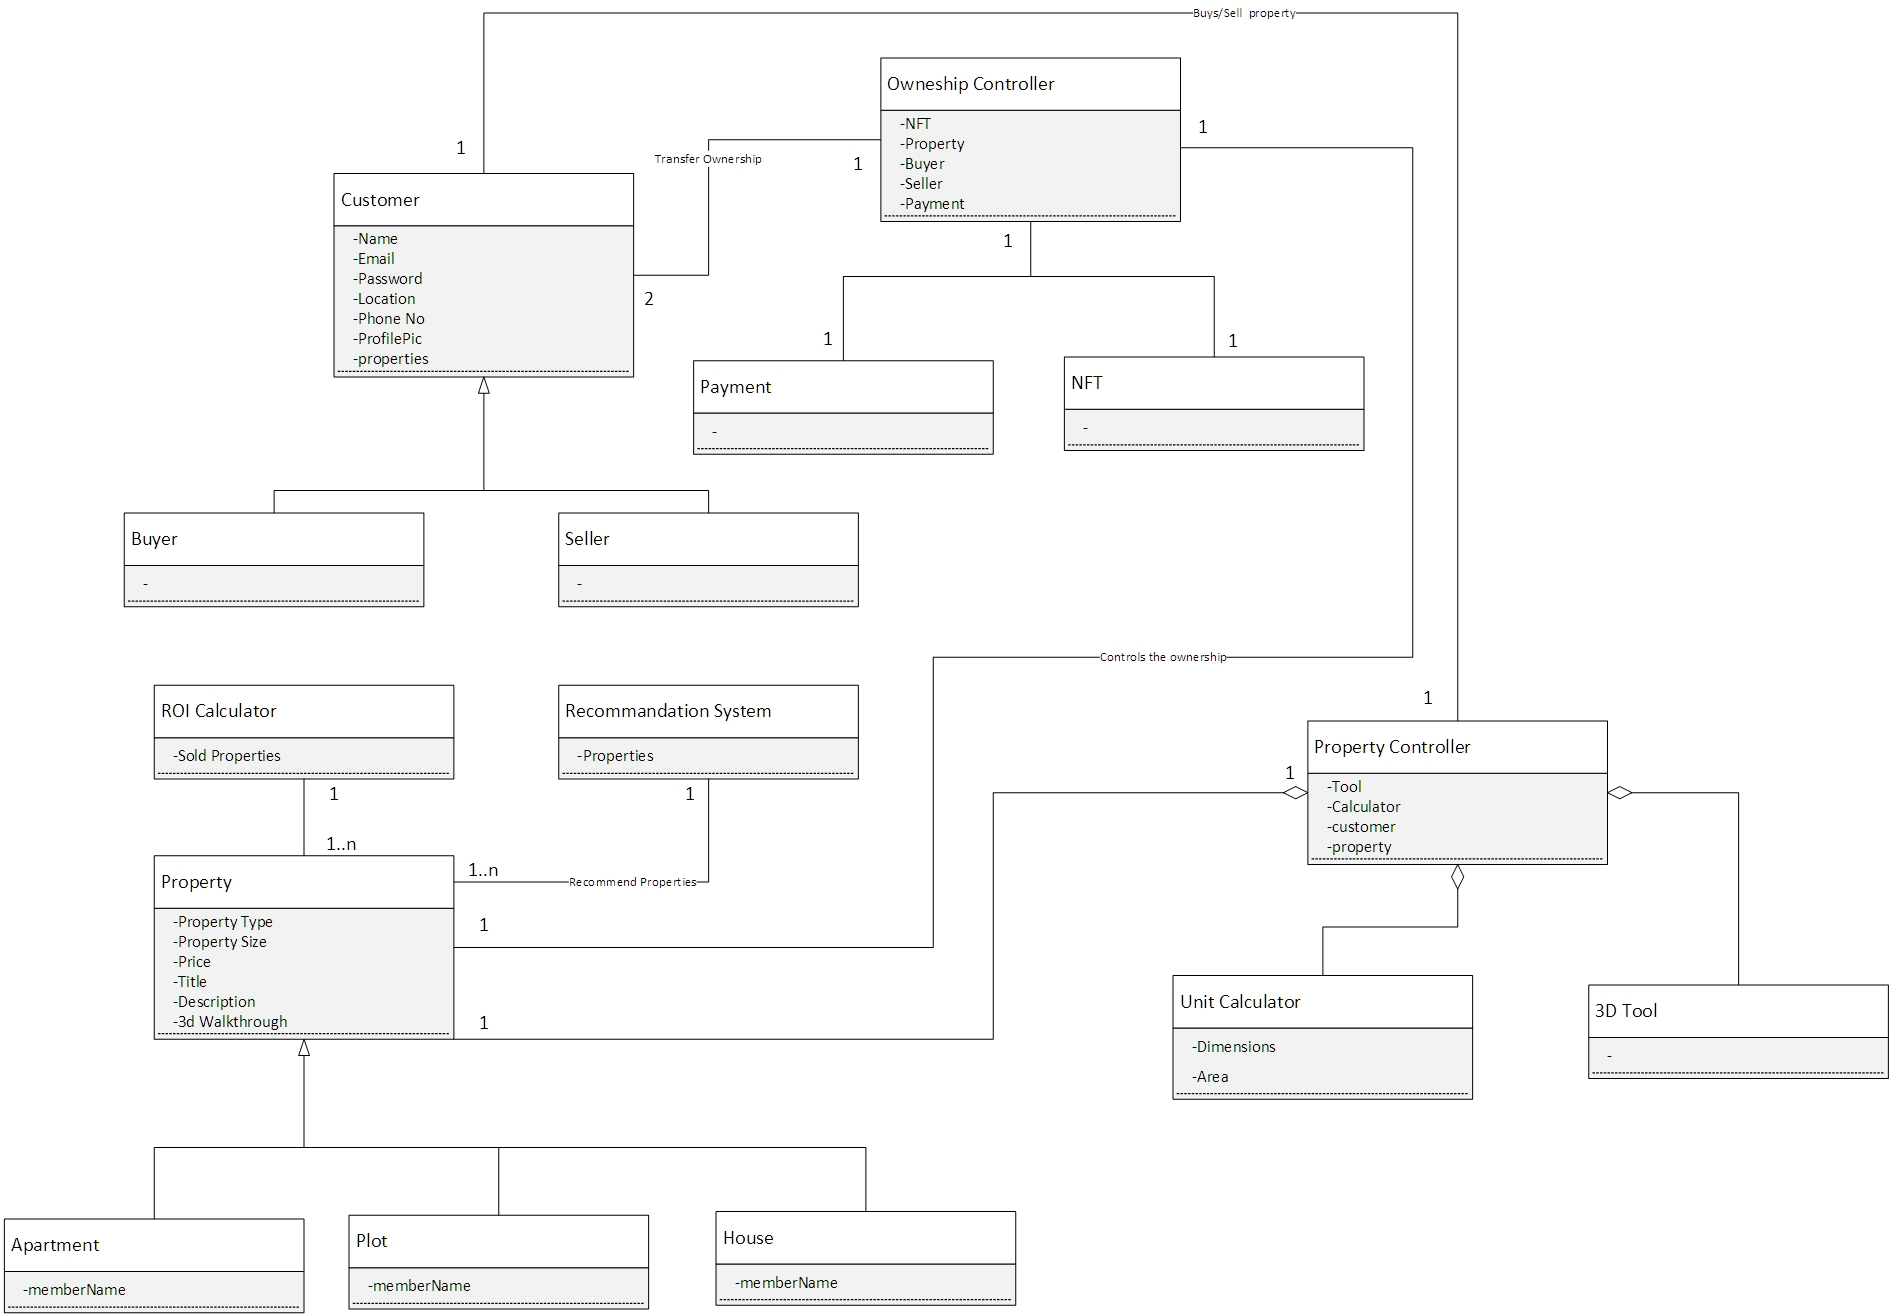 Buys/Sell property
Owneship Controller
-NFT
-Property
-Buyer
-Seller
-Payment
1
1
Transfer Ownership
1
Customer
-Name
-Email
-Password
-Location
-Phone No
-ProfilePic
-properties
1
2
1
1
Payment
-
NFT
-
Buyer
-
Seller
-
Controls the ownership
ROI Calculator
-Sold Properties
Recommandation System
-Properties
1
Property Controller
-Tool
-Calculator
-customer
-property
1
1
1
1..n
1..n
Recommend Properties
Property
-Property Type
-Property Size
-Price
-Title
-Description
-3d Walkthrough
1
1
Unit Calculator
-Dimensions
-Area
3D Tool
-
Apartment
-memberName
Plot
-memberName
House
-memberName